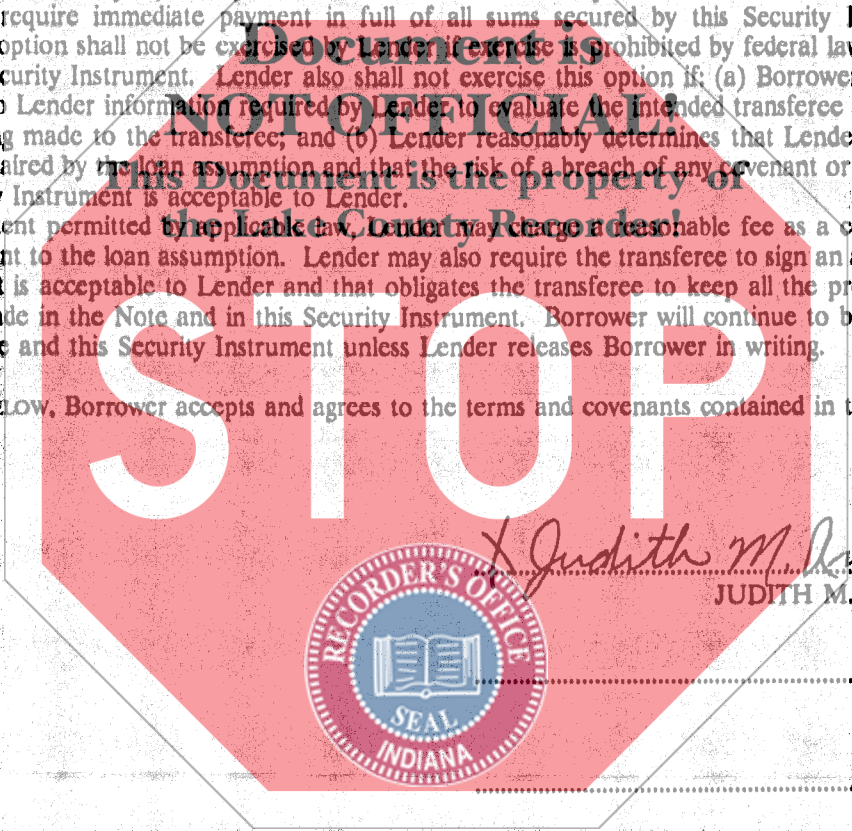 require immediate payment in full of all sums secured by this Security
Document is
option shall not be exercised by Lender if exercise is prohibited by federal law
curity Instrument. Lender also shall not exercise this option if: (a) Borrower
Lender information required by Lender to evaluate the intended transferee
NOT OFFICIAL!
g made to the transferee; and (b) Lender reasonably determines that Lende
aired by the loan assumption and that the risk of a breach of any covenant or
This Document is the property of
Instrument is acceptable to Lender.
the Lake County Recorder!
ent permitted by applicable law, Lender may charge a reasonable fee as a c
nt to the loan assumption. Lender may also require the transferee to sign an
t is acceptable to Lender and that obligates the transferee to keep all the pr
de in the Note and in this Security Instrument. Borrower will continue to b
e and this Security Instrument unless Lender releases Borrower in writing.
STOP
LOW, Borrower accepts and agrees to the terms and covenants contained in t
Judith M.
JUDITH M.
RECORDER'S OFFICE
SEAL
INDIANA